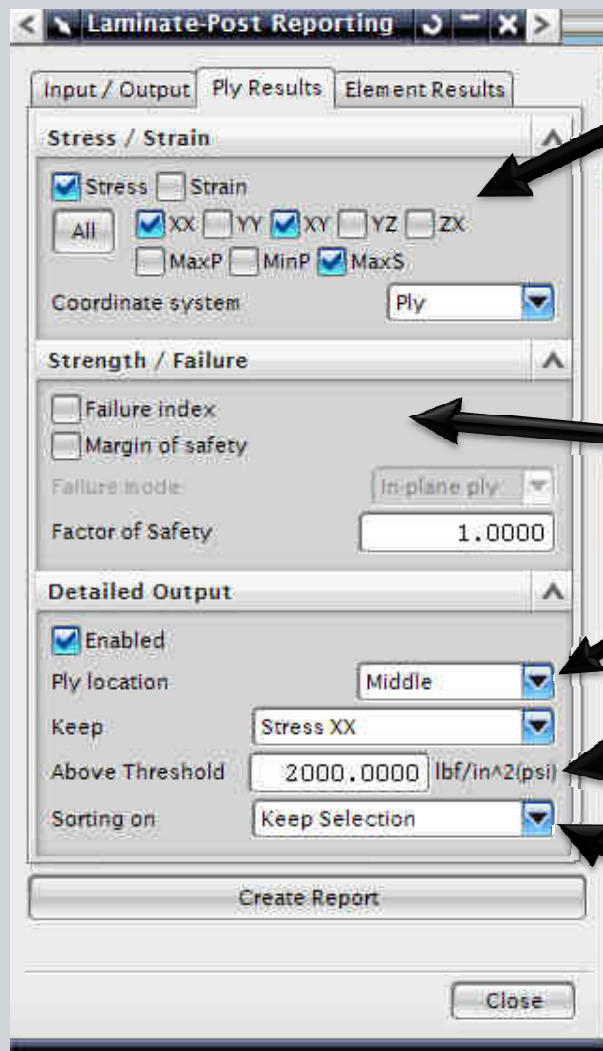 Laminate-Post Reporting
Input / Output Ply Results Element Results
Stress / Strain
Stress Strain
All XX YY XY YZ ZX
MaxP MinP MaxS
Coordinate system Ply
Strength / Failure
Failure index
Margin of safety
Failure mode In-plane ply
Factor of Safety 1.0000
Detailed Output
Enabled
Ply location Middle
Keep Stress XX
Above Threshold 2000.0000 lbf/in^2(psi)
Sorting on Keep Selection
Create Report
Close